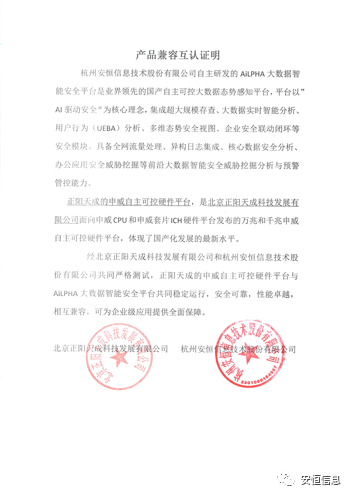 产品兼容互认证明
杭州安恒信息技术股份有限公司自主研发的 AiLPHA 大数据智
能安全平台是业界领先的国产自主可控大数据态势感知平台，平台以"
AI 驱动安全"为核心理念，集成超大规模存查、大数据实时智能分析、
用户行为（UEBA）分析、多维态势安全视图、企业安全联动闭环等
安全模块。具备全网流量处理、异构日志集成、核心数据安全分析、
办公应用安全威胁挖掘等前沿大数据智能安全威胁挖掘分析与预警
管控能力。
正阳天成的申威自主可控硬件平台，是北京正阳天成科技发展有
限公司面向申威 CPU 和申威套片 ICH 硬件平台发布的万兆和千兆申威
自主可控硬件平台，体现了国产化发展的最新水平。
经北京正阳天成科技发展有限公司和杭州安恒信息技术股
份有限公司共同严格测试，正阳天成的申威自主可控硬件平台与
AiLPHA 大数据智能安全平台共同稳定运行，安全可靠，性能卓越，
相互兼容。可为企业级应用提供全面保障。
北京正阳天成科技发展有限公司 杭州安恒信息技术股份有限公司
安恒信息